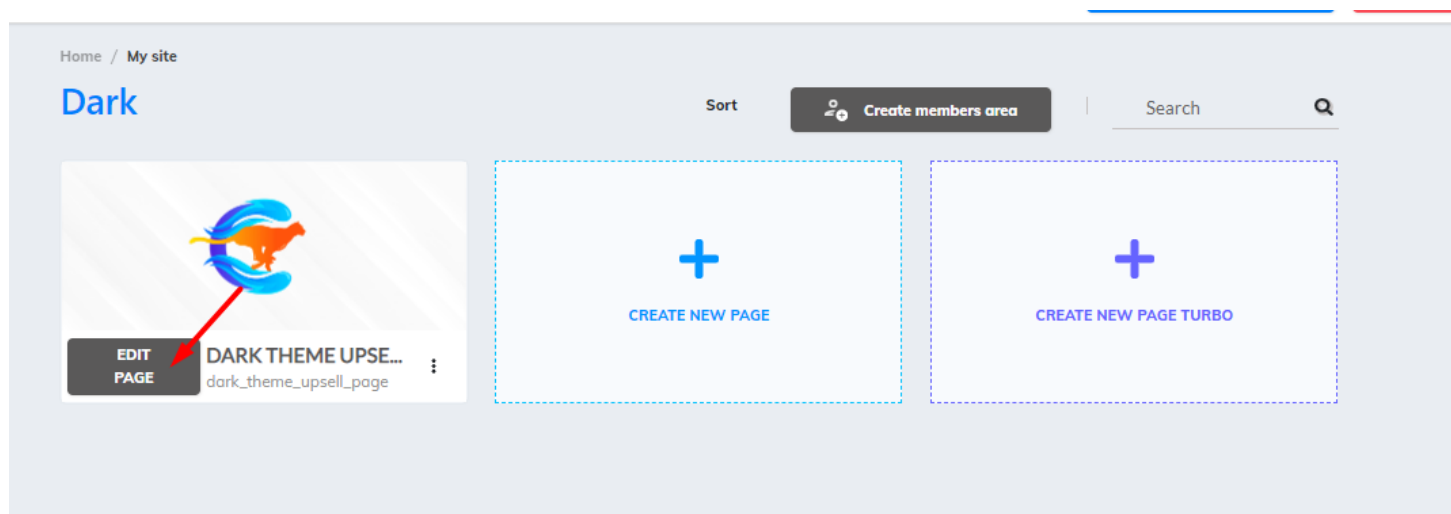 Home / My site
Dark
Sort
Create members area
Search
EDIT
PAGE
DARK THEME UPSE...
dark_theme_upsell_page
CREATE NEW PAGE
CREATE NEW PAGE TURBO